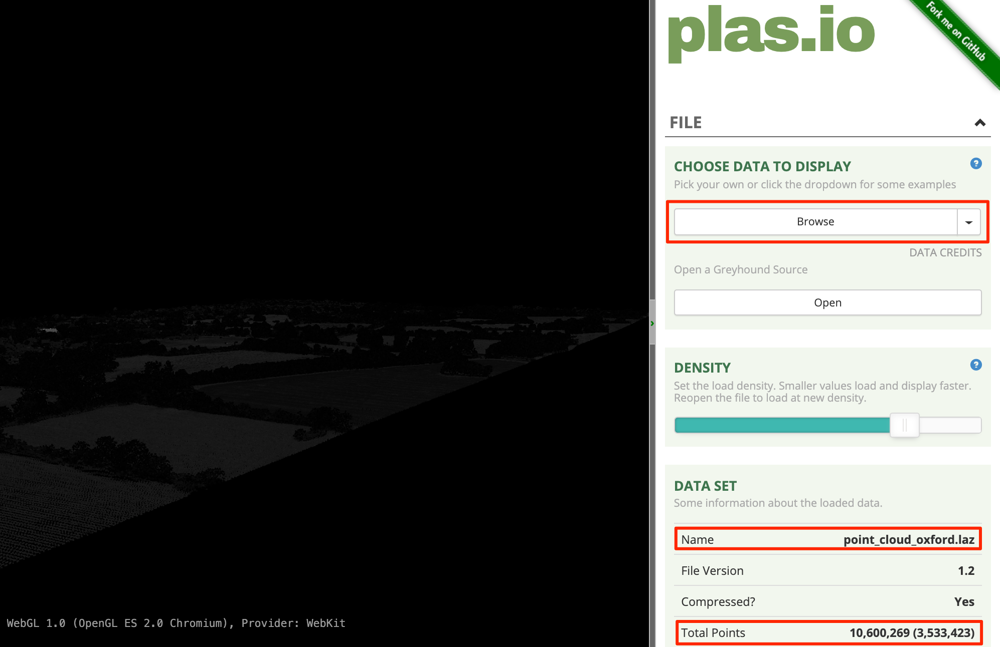 plas.io
Fork me on GitHub
FILE
CHOOSE DATA TO DISPLAY
Pick your own or click the dropdown for some examples
Browse
DATA CREDITS
Open a Greyhound Source
Open
DENSITY
Set the load density. Smaller values load and display faster.
Reopen the file to load at new density.
DATA SET
Some information about the loaded data.
Name point_cloud_oxford.laz
File Version 1.2
Compressed? Yes
Total Points 10,600,269 (3,533,423)
WebGL 1.0 (OpenGL ES 2.0 Chromium), Provider: WebKit